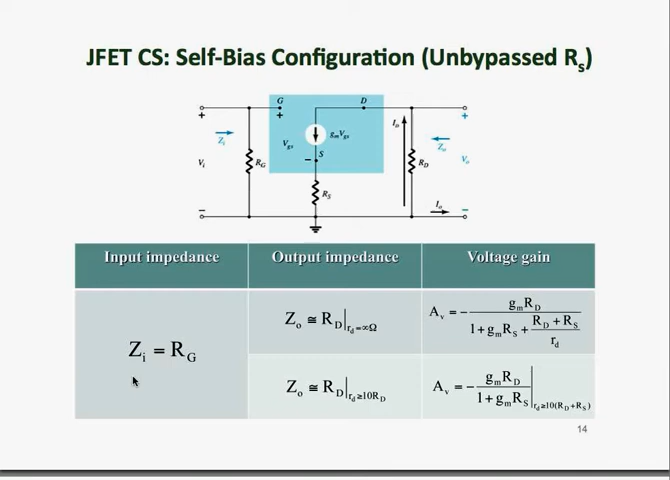 JFET CS: Self-Bias Configuration (Unbypassed Rs)
G
D
+
+
+
Zi
Vgs
gmVgs
Io
Zo
S
Vi
RG
RD
Vo
RS
Io
Input impedance
Output impedance
Voltage gain
Zi = RG
Zo ≅ RD|rd=∞Ω
Av = − gmRD / (1 + gmRS + (RD + RS)/rd)
Zo ≅ RD|rd≥10RD
Av = − gmRD / (1 + gmRS) |rd≥10(RD+RS)
14